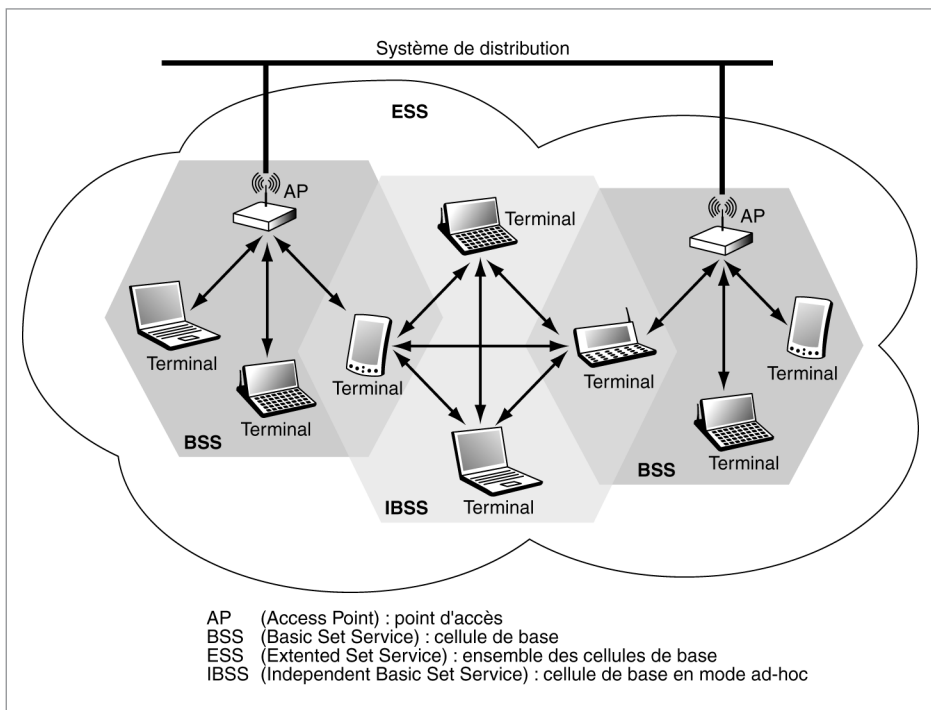 Système de distribution
ESS
AP
Terminal
AP
Terminal
Terminal
Terminal
Terminal
Terminal
Terminal
Terminal
BSS
BSS
IBSS
Terminal
AP (Access Point) : point d'accès
BSS (Basic Set Service) : cellule de base
ESS (Extented Set Service) : ensemble des cellules de base
IBSS (Independent Basic Set Service) : cellule de base en mode ad-hoc